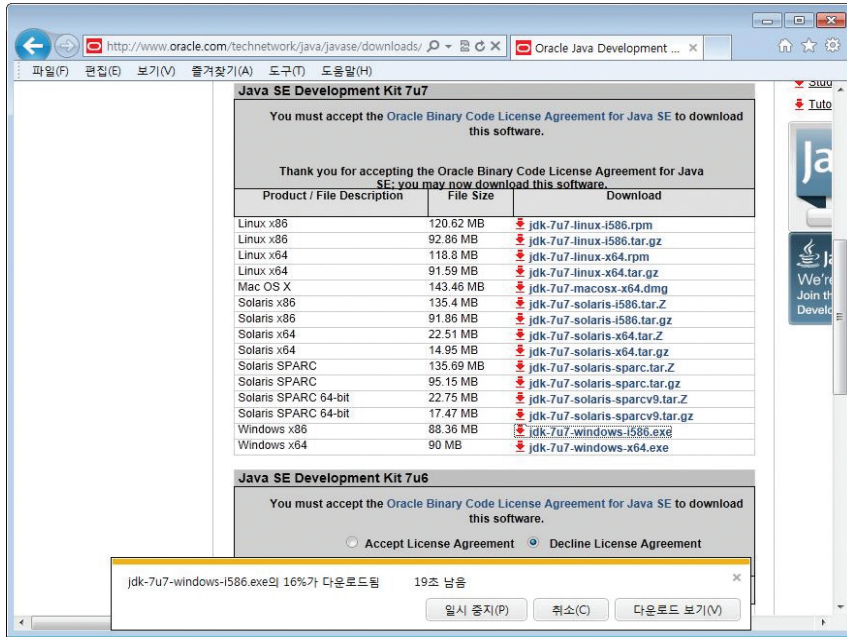 http://www.oracle.com/technetwork/java/javase/downloads/
Oracle Java Development ...
파일(F) 편집(E) 보기(V) 즐겨찾기(A) 도구(T) 도움말(H)
Java SE Development Kit 7u7
You must accept the Oracle Binary Code License Agreement for Java SE to download
this software.
Thank you for accepting the Oracle Binary Code License Agreement for Java
SE; you may now download this software.
Product / File Description File Size Download
Linux x86 120.62 MB jdk-7u7-linux-i586.rpm
Linux x86 92.86 MB jdk-7u7-linux-i586.tar.gz
Linux x64 118.8 MB jdk-7u7-linux-x64.rpm
Linux x64 91.59 MB jdk-7u7-linux-x64.tar.gz
Mac OS X 143.46 MB jdk-7u7-macosx-x64.dmg
Solaris x86 135.4 MB jdk-7u7-solaris-i586.tar.Z
Solaris x86 91.86 MB jdk-7u7-solaris-i586.tar.gz
Solaris x64 22.51 MB jdk-7u7-solaris-x64.tar.Z
Solaris x64 14.95 MB jdk-7u7-solaris-x64.tar.gz
Solaris SPARC 135.69 MB jdk-7u7-solaris-sparc.tar.Z
Solaris SPARC 95.15 MB jdk-7u7-solaris-sparc.tar.gz
Solaris SPARC 64-bit 22.75 MB jdk-7u7-solaris-sparcv9.tar.Z
Solaris SPARC 64-bit 17.47 MB jdk-7u7-solaris-sparcv9.tar.gz
Windows x86 88.36 MB jdk-7u7-windows-i586.exe
Windows x64 90 MB jdk-7u7-windows-x64.exe
Java SE Development Kit 7u6
You must accept the Oracle Binary Code License Agreement for Java SE to download
this software.
Accept License Agreement Decline License Agreement
Tuto
Ja
We're
Join th
Develo
jdk-7u7-windows-i586.exe의 16%가 다운로드됨 19초 남음
일시 중지(P) 취소(C) 다운로드 보기(V)